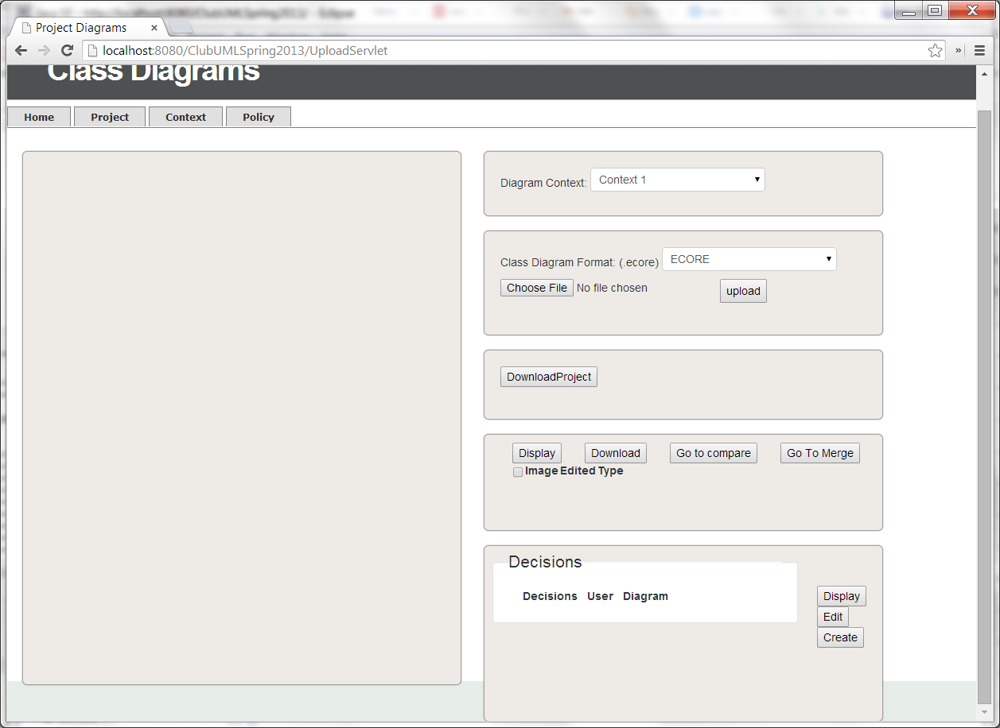 Project Diagrams
localhost:8080/ClubUMLSpring2013/UploadServlet
Class Diagrams
Home Project Context Policy
Diagram Context: Context 1
Class Diagram Format: (.ecore) ECORE
Choose File No file chosen upload
DownloadProject
Display Download Go to compare Go To Merge
Image Edited Type
Decisions
Decisions User Diagram
Display
Edit
Create